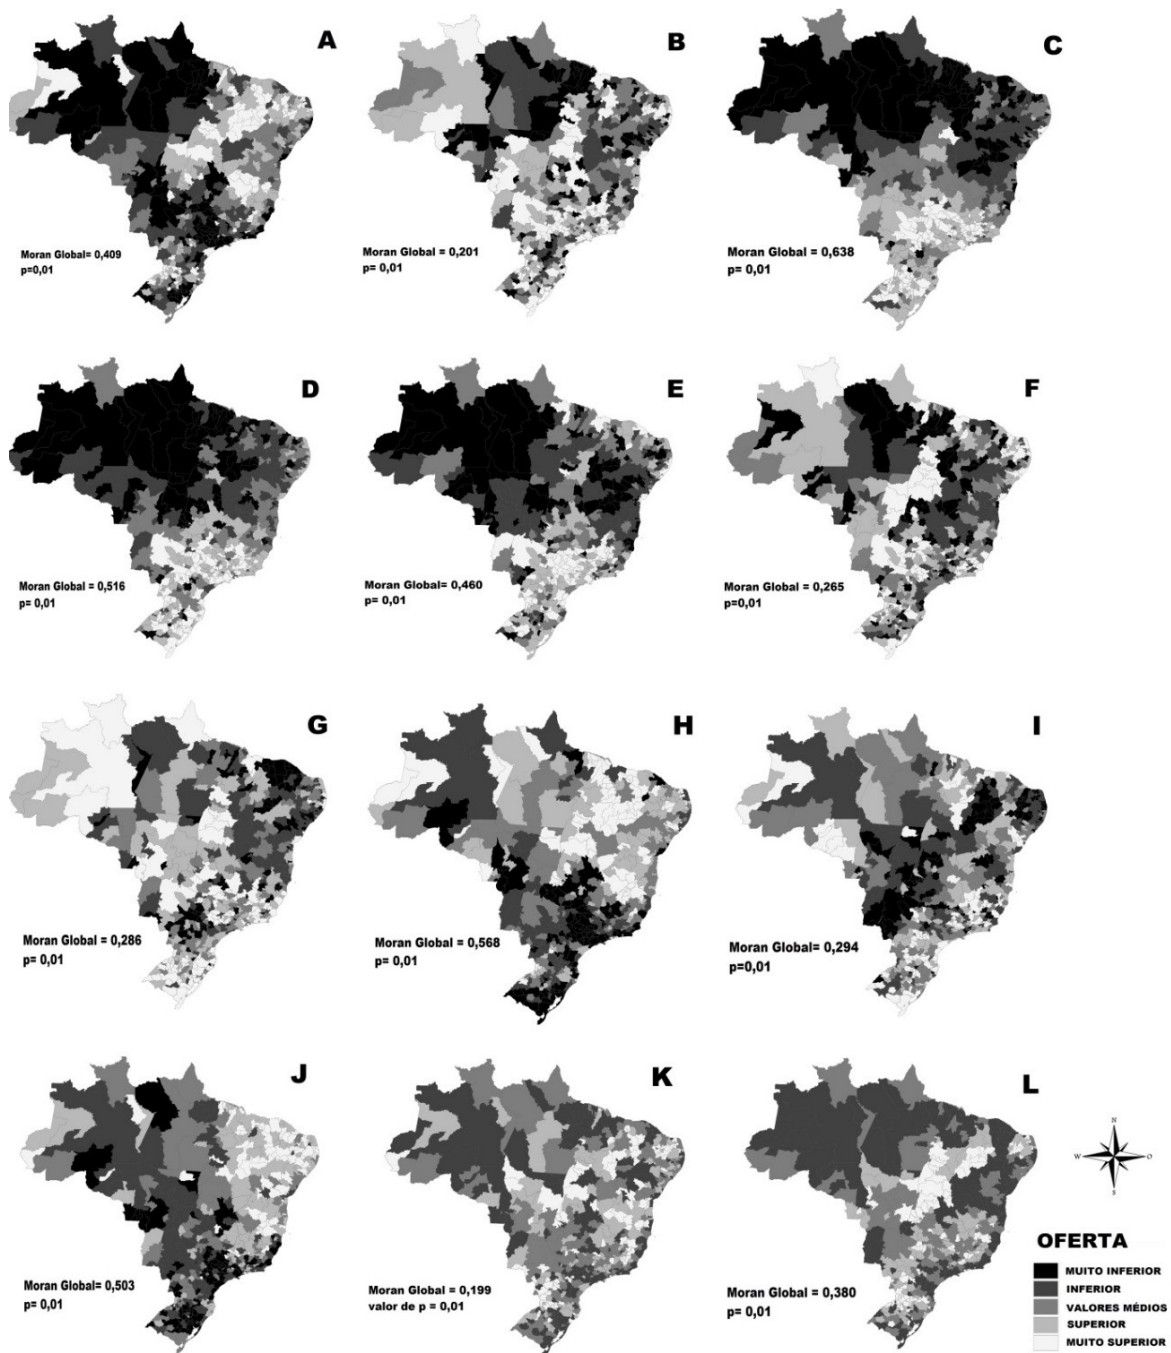 A
B
C
Moran Global= 0,409
p=0,01
Moran Global = 0,201
p= 0,01
Moran Global = 0,638
p= 0,01
D
E
F
Moran Global = 0,516
p= 0,01
Moran Global= 0,460
p= 0,01
Moran Global = 0,265
p=0,01
G
H
I
Moran Global = 0,286
p= 0,01
Moran Global = 0,568
p= 0,01
Moran Global =0,294
p=0,01
J
K
L
Moran Global= 0,503
p= 0,01
Moran Global = 0,199
valor de p = 0,01
Moran Global = 0,380
p= 0,01
N
W
O
S
OFERTA
MUITO INFERIOR
INFERIOR
VALORES MÉDIOS
SUPERIOR
MUITO SUPERIOR